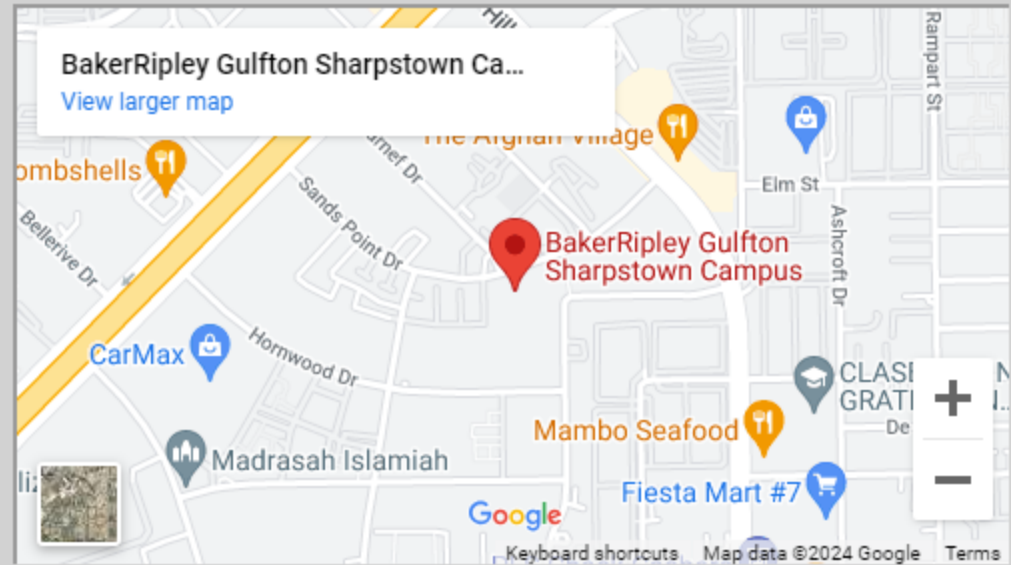 BakerRipley Gulfton Sharpstown Ca...
View larger map
Rampart St
The Afghan Village
ombshells
Elm St
Sands Point Dr
Bellerive Dr
Ashcroft Dr
BakerRipley Gulfton
Sharpstown Campus
CarMax
Hornwood Dr
Mambo Seafood
Madrasah Islamiah
Fiesta Mart #7
Google
Keyboard shortcuts
Map data ©2024 Google
Terms